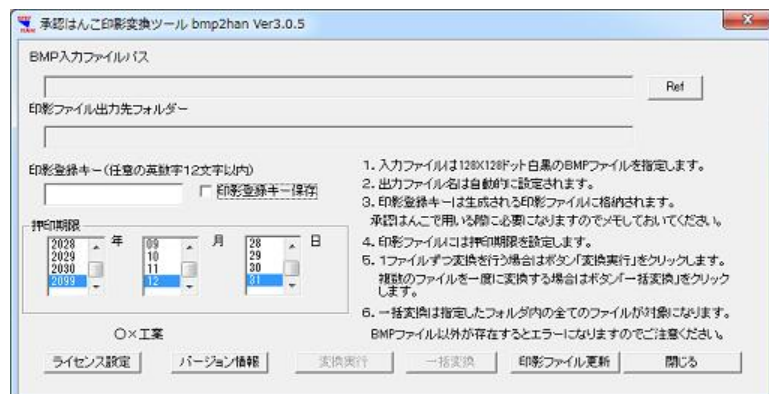 承認はんこ印影変換ツール bmp2han Ver3.0.5
BMP入力ファイルパス
Ref
印影ファイル出力先フォルダー
印影登録キー(任意の英数字12文字以内)
印影登録キー保存
押印期限
2028
2029
2030
2099
年
09
10
11
12
月
28
29
30
31
日
1. 入力ファイルは128X128ドット白黒のBMPファイルを指定します。
2. 出力ファイル名は自動的に設定されます。
3. 印影登録キーは生成される印影ファイルに格納されます。
承認はんこで用いる際に必要になりますのでメモしておいてください。
4. 印影ファイルには押印期限を設定します。
5. 1ファイルずつ変換を行う場合はボタン「変換実行」をクリックします。
複数のファイルを一度に変換する場合はボタン「一括変換」をクリック
します。
6. 一括変換は指定したフォルダ内の全てのファイルが対象になります。
BMPファイル以外が存在するとエラーになりますのでご注意ください。
○×工業
ライセンス設定
バージョン情報
変換実行
一括変換
印影ファイル更新
閉じる